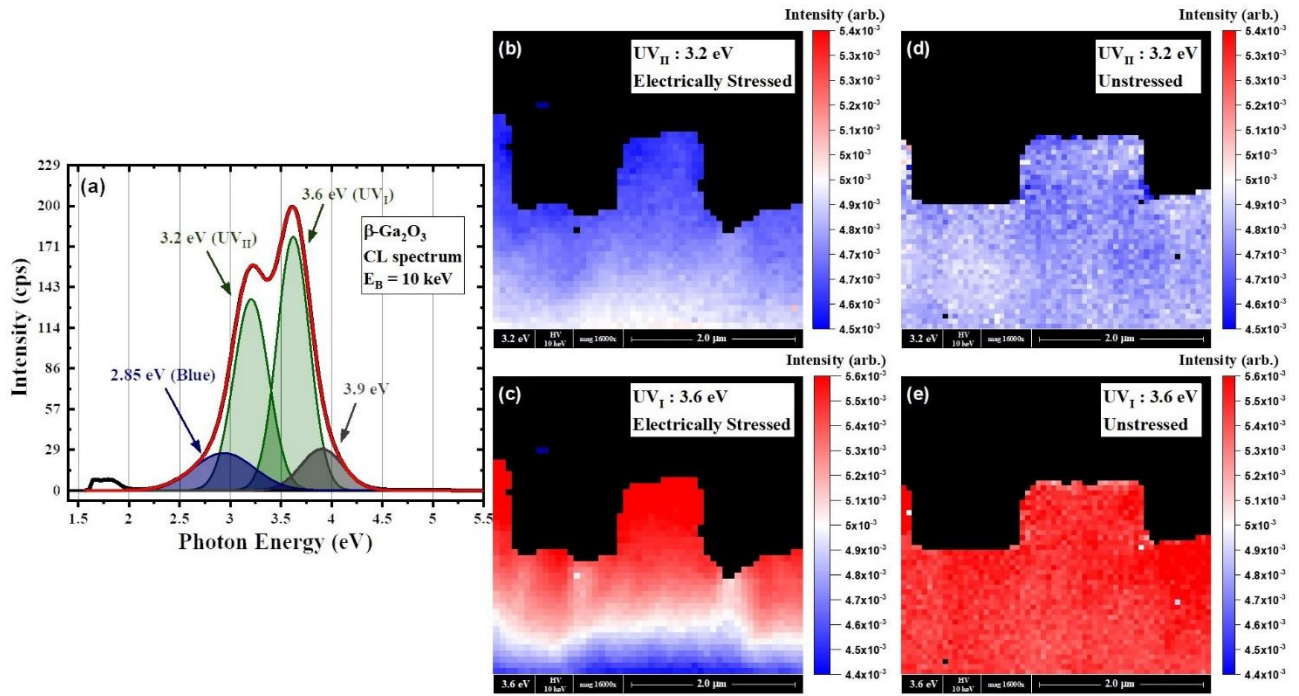 (a)
Intensity (cps)
229
200
171
143
114
86
57
29
0
1.5 2 2.5 3 3.5 4 4.5 5 5.5
Photon Energy (eV)
3.6 eV (UVI)
3.2 eV (UVII)
2.85 eV (Blue)
3.9 eV
β-Ga2O3
CL spectrum
EB = 10 keV
(b)
UVII : 3.2 eV
Electrically Stressed
3.2 eV HV 10 keV mag 16000x 2.0 μm
Intensity (arb.)
5.4x10-3
5.3x10-3
5.2x10-3
5.1x10-3
5x10-3
4.9x10-3
4.8x10-3
4.7x10-3
4.6x10-3
4.5x10-3
(d)
UVII : 3.2 eV
Unstressed
3.2 eV HV 10 keV mag 16000x 2.0 μm
Intensity (arb.)
5.4x10-3
5.3x10-3
5.2x10-3
5.1x10-3
5x10-3
4.9x10-3
4.8x10-3
4.7x10-3
4.6x10-3
4.5x10-3
(c)
UVI : 3.6 eV
Electrically Stressed
3.6 eV HV 10 keV mag 16000x 2.0 μm
Intensity (arb.)
5.6x10-3
5.4x10-3
5.3x10-3
5.2x10-3
5.1x10-3
5x10-3
4.9x10-3
4.8x10-3
4.7x10-3
4.6x10-3
4.4x10-3
(e)
UVI : 3.6 eV
Unstressed
3.6 eV HV 10 keV mag 16000x 2.0 μm
Intensity (arb.)
5.6x10-3
5.4x10-3
5.3x10-3
5.2x10-3
5.1x10-3
5x10-3
4.9x10-3
4.8x10-3
4.7x10-3
4.6x10-3
4.4x10-3